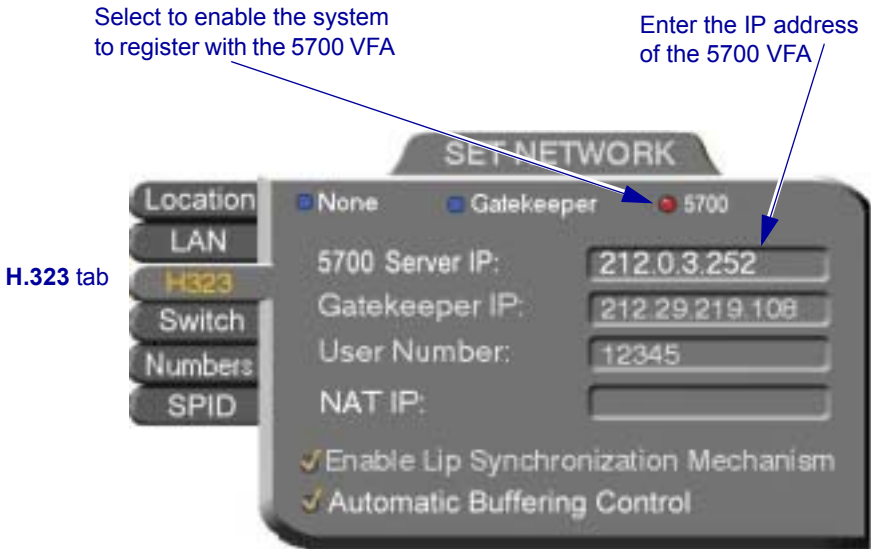 Select to enable the system
to register with the 5700 VFA
Enter the IP address
of the 5700 VFA
SET NETWORK
Location
LAN
H.323 tab
H323
Switch
Numbers
SPID
None
Gatekeeper
5700
5700 Server IP:
212.0.3.252
Gatekeeper IP:
212.29.219.108
User Number:
12345
NAT IP:
Enable Lip Synchronization Mechanism
Automatic Buffering Control